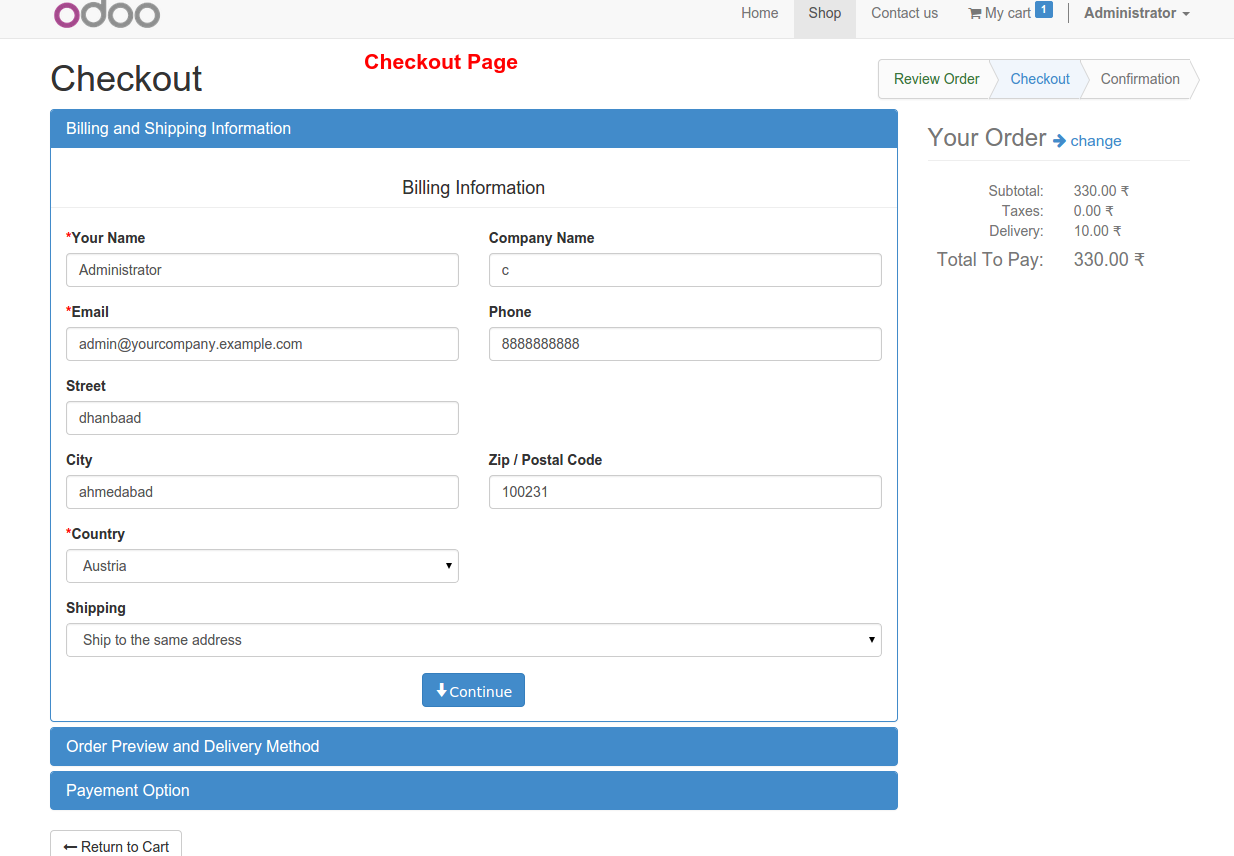 odoo
Home Shop Contact us My cart 1 Administrator
Checkout Page
Checkout
Review Order Checkout Confirmation
Billing and Shipping Information
Billing Information
*Your Name Company Name
Administrator c
*Email Phone
admin@yourcompany.example.com 8888888888
Street
dhanbaad
City Zip / Postal Code
ahmedabad 100231
*Country
Austria
Shipping
Ship to the same address
Continue
Order Preview and Delivery Method
Payement Option
Return to Cart
Your Order change
Subtotal: 330.00 ₹
Taxes: 0.00 ₹
Delivery: 10.00 ₹
Total To Pay: 330.00 ₹